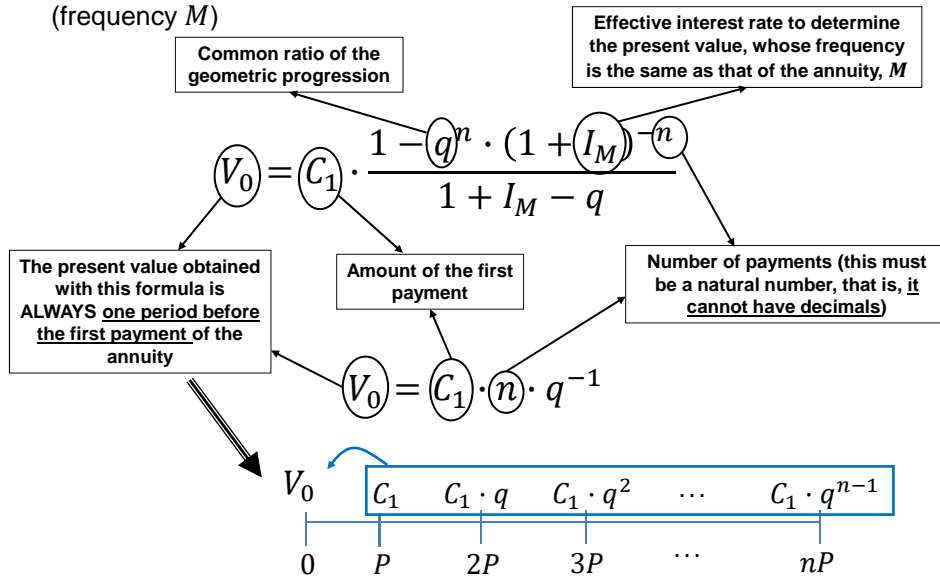 (frequency M)
Common ratio of the
geometric progression
Effective interest rate to determine
the present value, whose frequency
is the same as that of the annuity, M
V₀ = C₁ · (1 − qⁿ · (1 + I_M)⁻ⁿ) / (1 + I_M − q)
The present value obtained
with this formula is
ALWAYS one period before
the first payment of the
annuity
Amount of the first
payment
Number of payments (this must
be a natural number, that is, it
cannot have decimals)
V₀ = C₁ · n · q⁻¹
V₀ C₁ C₁ · q C₁ · q² ⋯ C₁ · qⁿ⁻¹
0 P 2P 3P ⋯ nP